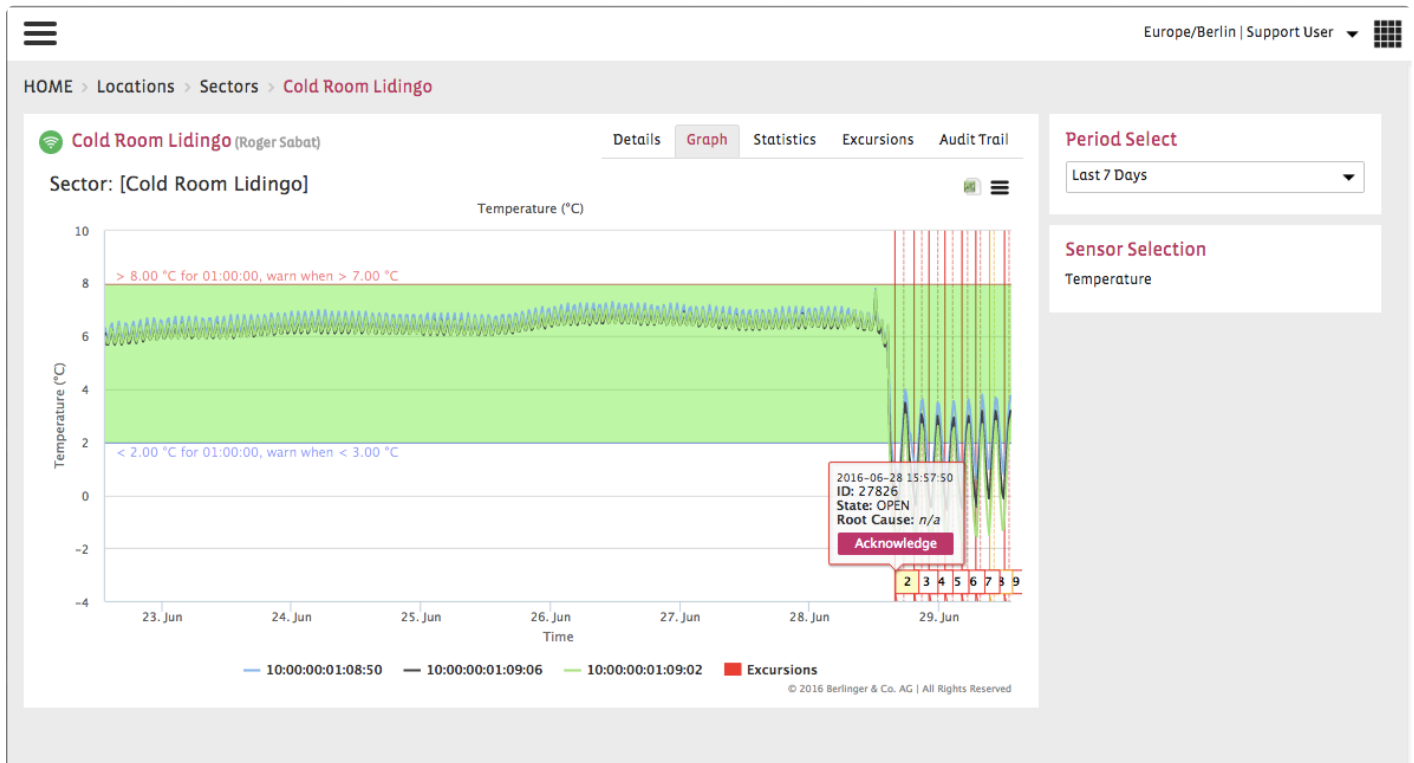 Europe/Berlin | Support User
HOME > Locations > Sectors > Cold Room Lidingo
Cold Room Lidingo (Roger Sabat)
Details Graph Statistics Excursions Audit Trail
Period Select
Last 7 Days
Sector: [Cold Room Lidingo]
Temperature (°C)
Sensor Selection
Temperature
10
> 8.00 °C for 01:00:00, warn when > 7.00 °C
8
6
Temperature (°C)
4
2
< 2.00 °C for 01:00:00, warn when < 3.00 °C
0
-2
-4
2016-06-28 15:57:50
ID: 27826
State: OPEN
Root Cause: n/a
Acknowledge
2 3 4 5 6 7 8 9
23. Jun 24. Jun 25. Jun 26. Jun 27. Jun 28. Jun 29. Jun
Time
10:00:00:01:08:50 10:00:00:01:09:06 10:00:00:01:09:02 Excursions
© 2016 Berlinger & Co. AG | All Rights Reserved